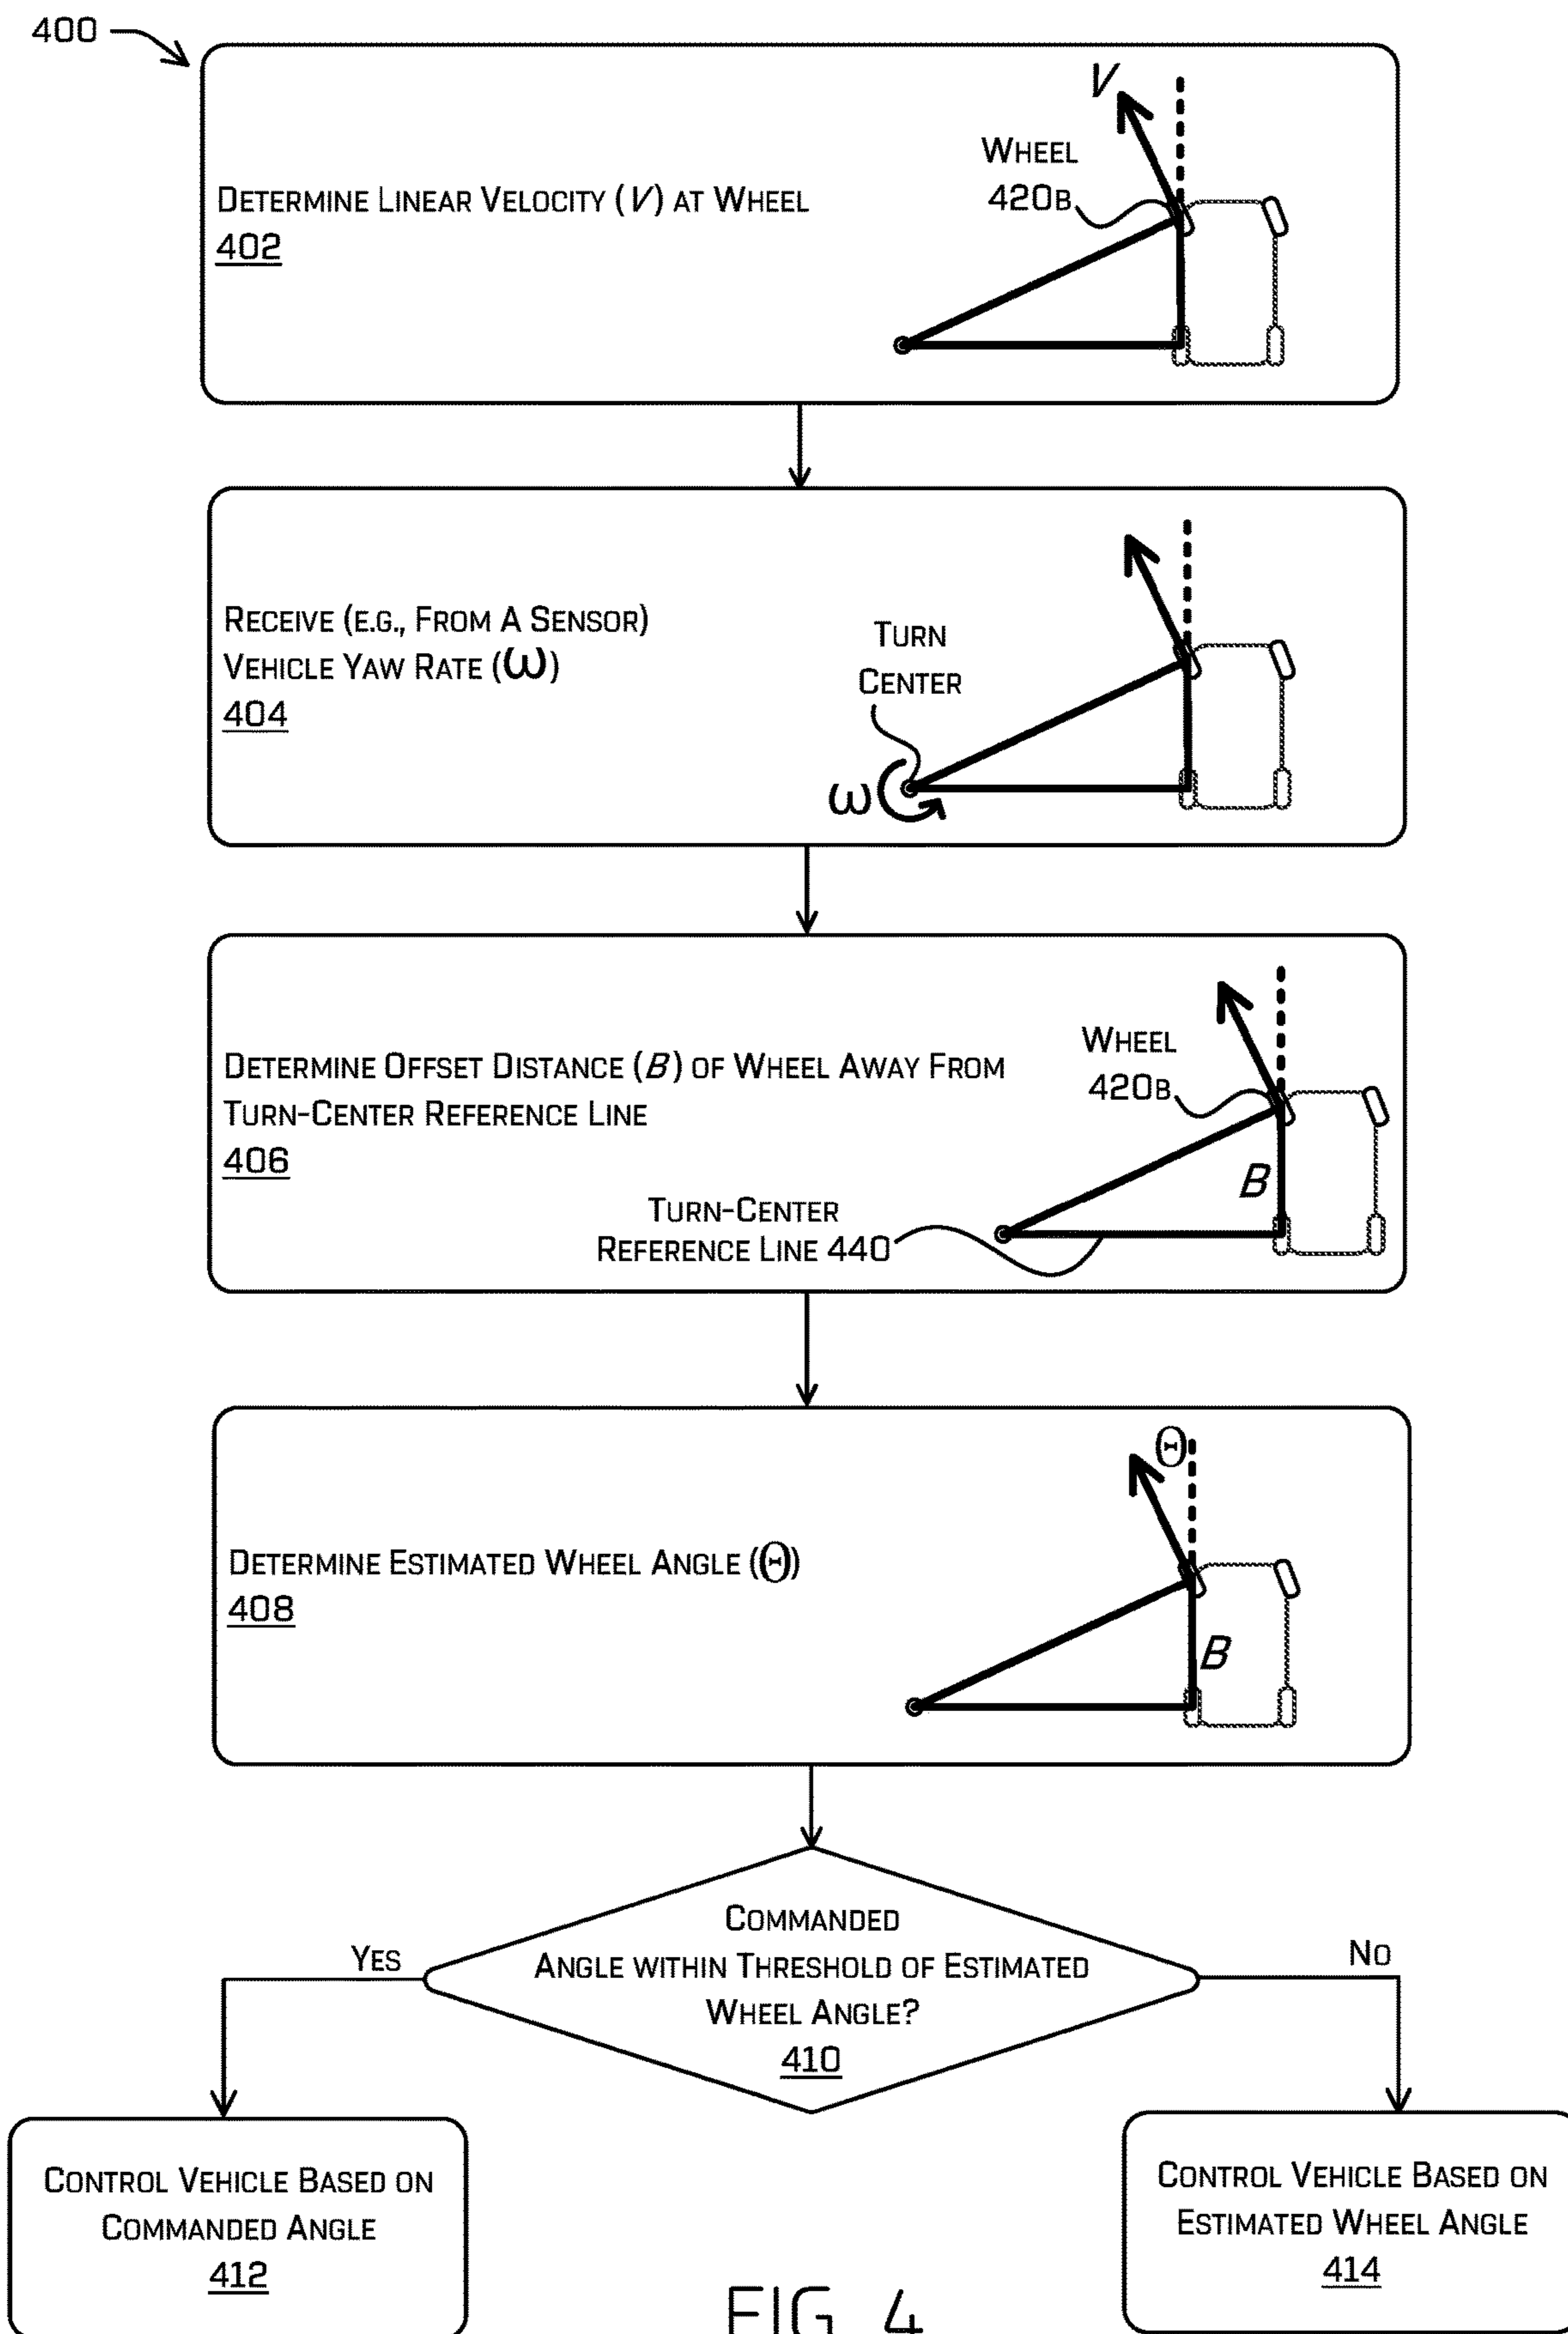 400
V
WHEEL
420B
DETERMINE LINEAR VELOCITY (V) AT WHEEL
402
RECEIVE (E.G., FROM A SENSOR)
VEHICLE YAW RATE (ω)
404
TURN
CENTER
ω
WHEEL
420B
DETERMINE OFFSET DISTANCE (B) OF WHEEL AWAY FROM
TURN-CENTER REFERENCE LINE
406
B
TURN-CENTER
REFERENCE LINE 440
Θ
DETERMINE ESTIMATED WHEEL ANGLE (Θ)
408
B
COMMANDED
ANGLE WITHIN THRESHOLD OF ESTIMATED
WHEEL ANGLE?
410
YES
NO
CONTROL VEHICLE BASED ON
COMMANDED ANGLE
412
CONTROL VEHICLE BASED ON
ESTIMATED WHEEL ANGLE
414
FIG. 4